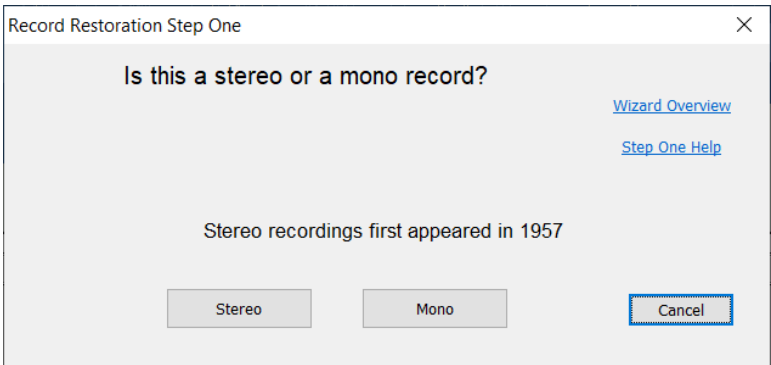 Record Restoration Step One
Is this a stereo or a mono record?
Wizard Overview
Step One Help
Stereo recordings first appeared in 1957
Stereo
Mono
Cancel